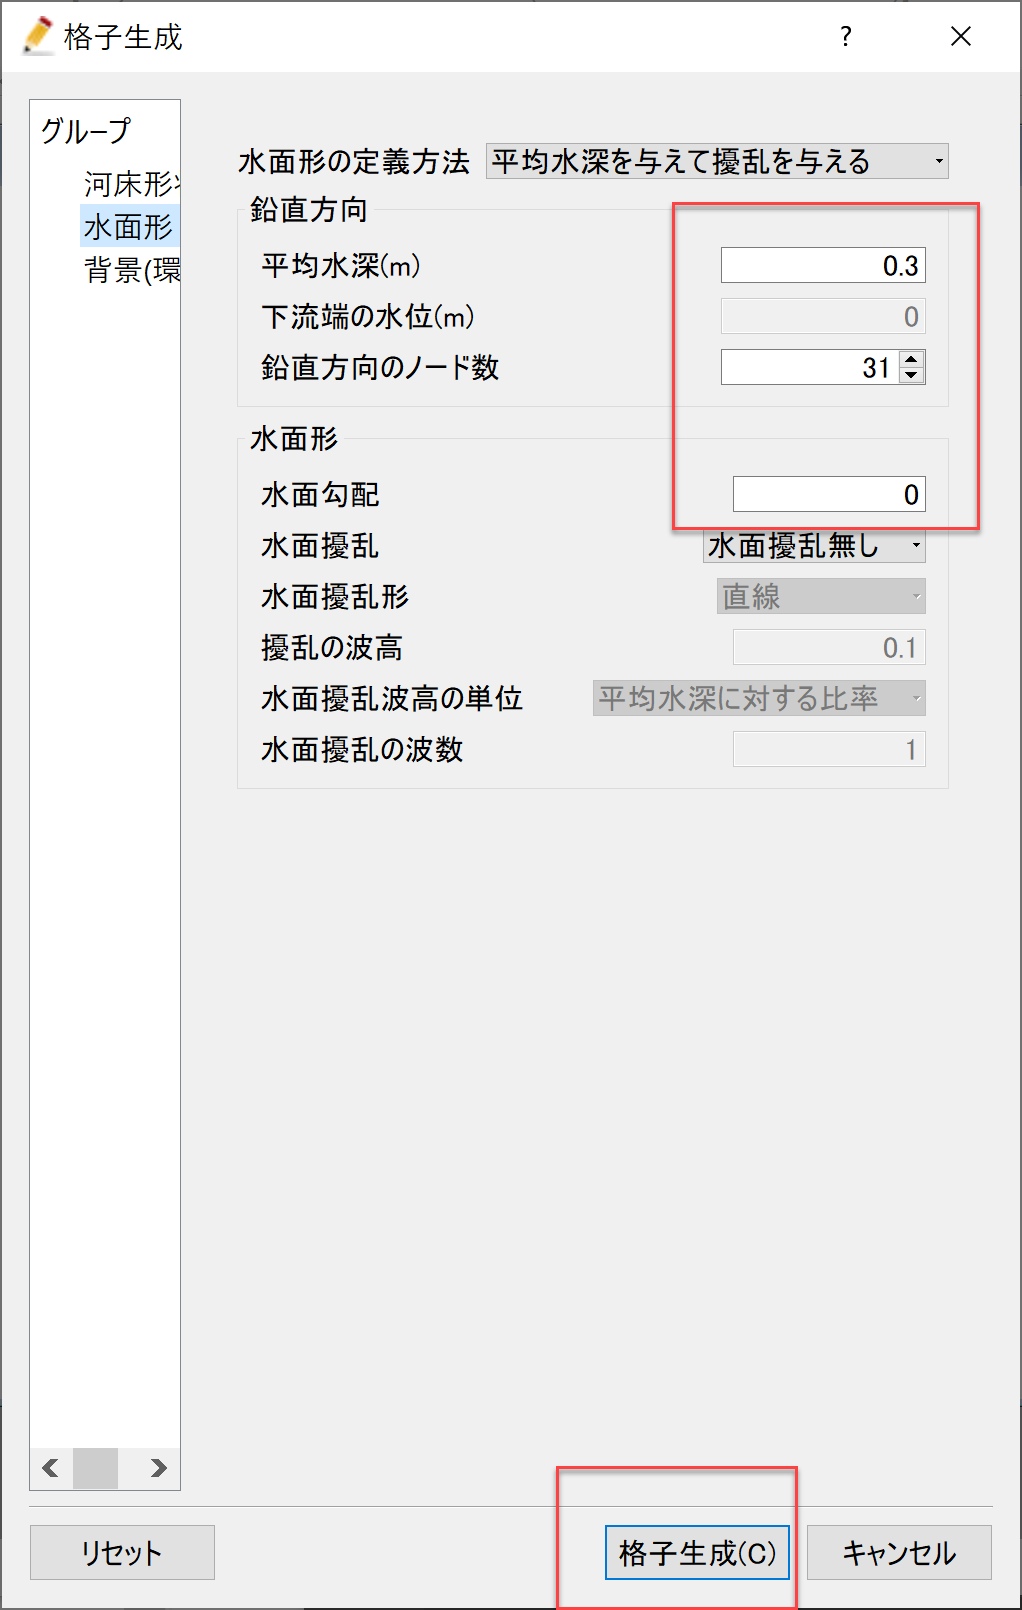 格子生成
?
グループ
河床形
水面形
背景(環
水面形の定義方法 平均水深を与えて擾乱を与える
鉛直方向
平均水深(m) 0.3
下流端の水位(m) 0
鉛直方向のノード数 31
水面形
水面勾配 0
水面擾乱 水面擾乱無し
水面擾乱形 直線
擾乱の波高 0.1
水面擾乱波高の単位 平均水深に対する比率
水面擾乱の波数 1
リセット 格子生成(C) キャンセル